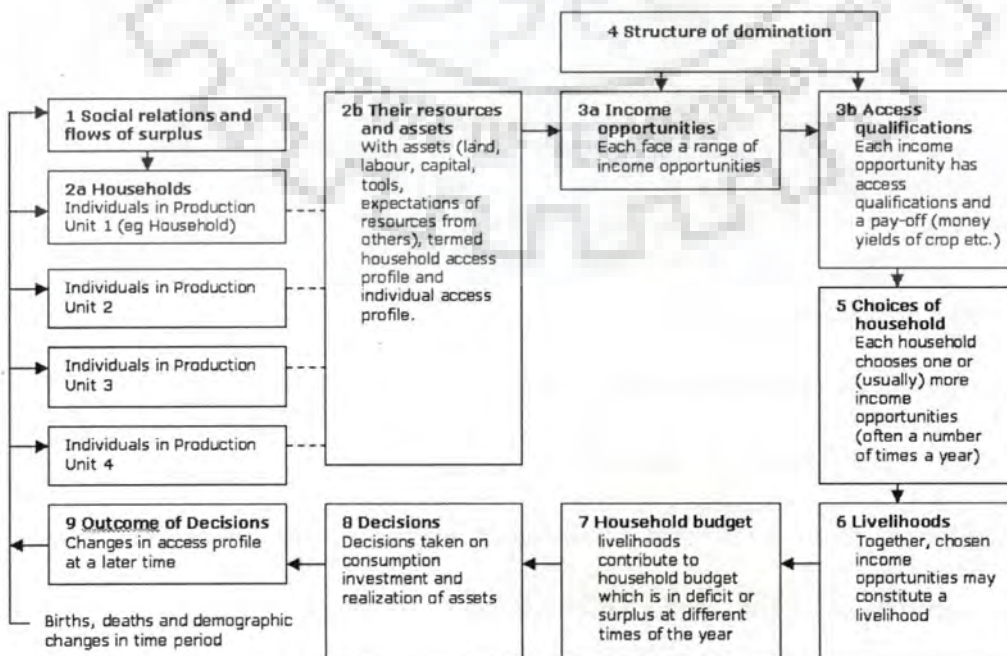 4 Structure of domination
1 Social relations and
flows of surplus
2a Households
Individuals in Production
Unit 1 (eg Household)
Individuals in Production
Unit 2
Individuals in Production
Unit 3
Individuals in Production
Unit 4
2b Their resources
and assets
With assets (land,
labour, capital,
tools,
expectations of
resources from
others), termed
household access
profile and
individual access
profile.
3a Income
opportunities
Each face a range of
income opportunities
3b Access
qualifications
Each income
opportunity has
access
qualifications and
a pay-off (money
yields of crop etc.)
5 Choices of
household
Each household
chooses one or
(usually) more
income
opportunities
(often a number
of times a year)
6 Livelihoods
Together, chosen
income
opportunities may
constitute a
livelihood
7 Household budget
livelihoods
contribute to
household budget
which is in deficit or
surplus at different
times of the year
8 Decisions
Decisions taken on
consumption
investment and
realization of assets
9 Outcome of Decisions
Changes in access profile
at a later time
Births, deaths and demographic
changes in time period